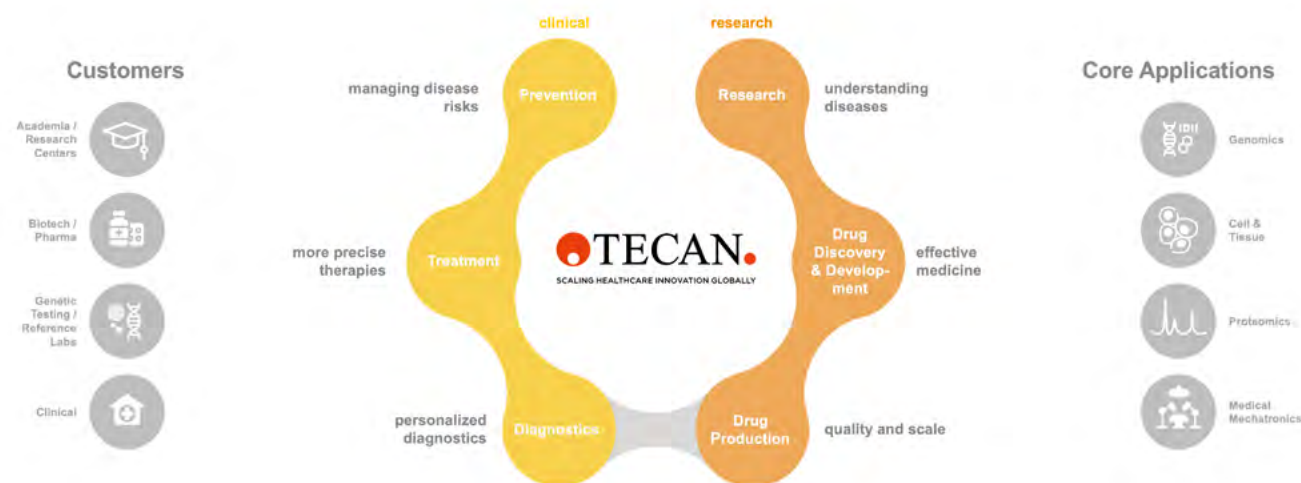 clinical
research
Customers
Core Applications
Academia /
Research
Centers
Biotech /
Pharma
Genetic
Testing /
Reference
Labs
Clinical
managing disease
risks
Prevention
more precise
therapies
Treatment
personalized
diagnostics
Diagnostics
TECAN.
SCALING HEALTHCARE INNOVATION GLOBALLY
Research
understanding
diseases
Drug
Discovery
& Develop-
ment
effective
medicine
Drug
Production
quality and scale
Genomics
Cell &
Tissue
Proteomics
Medical
Mechatronics